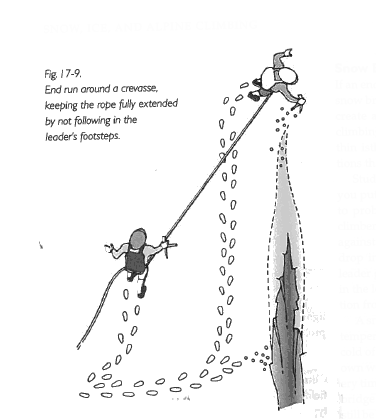 Fig. 17-9.
End run around a crevasse,
keeping the rope fully extended
by not following in the
leader's footsteps.